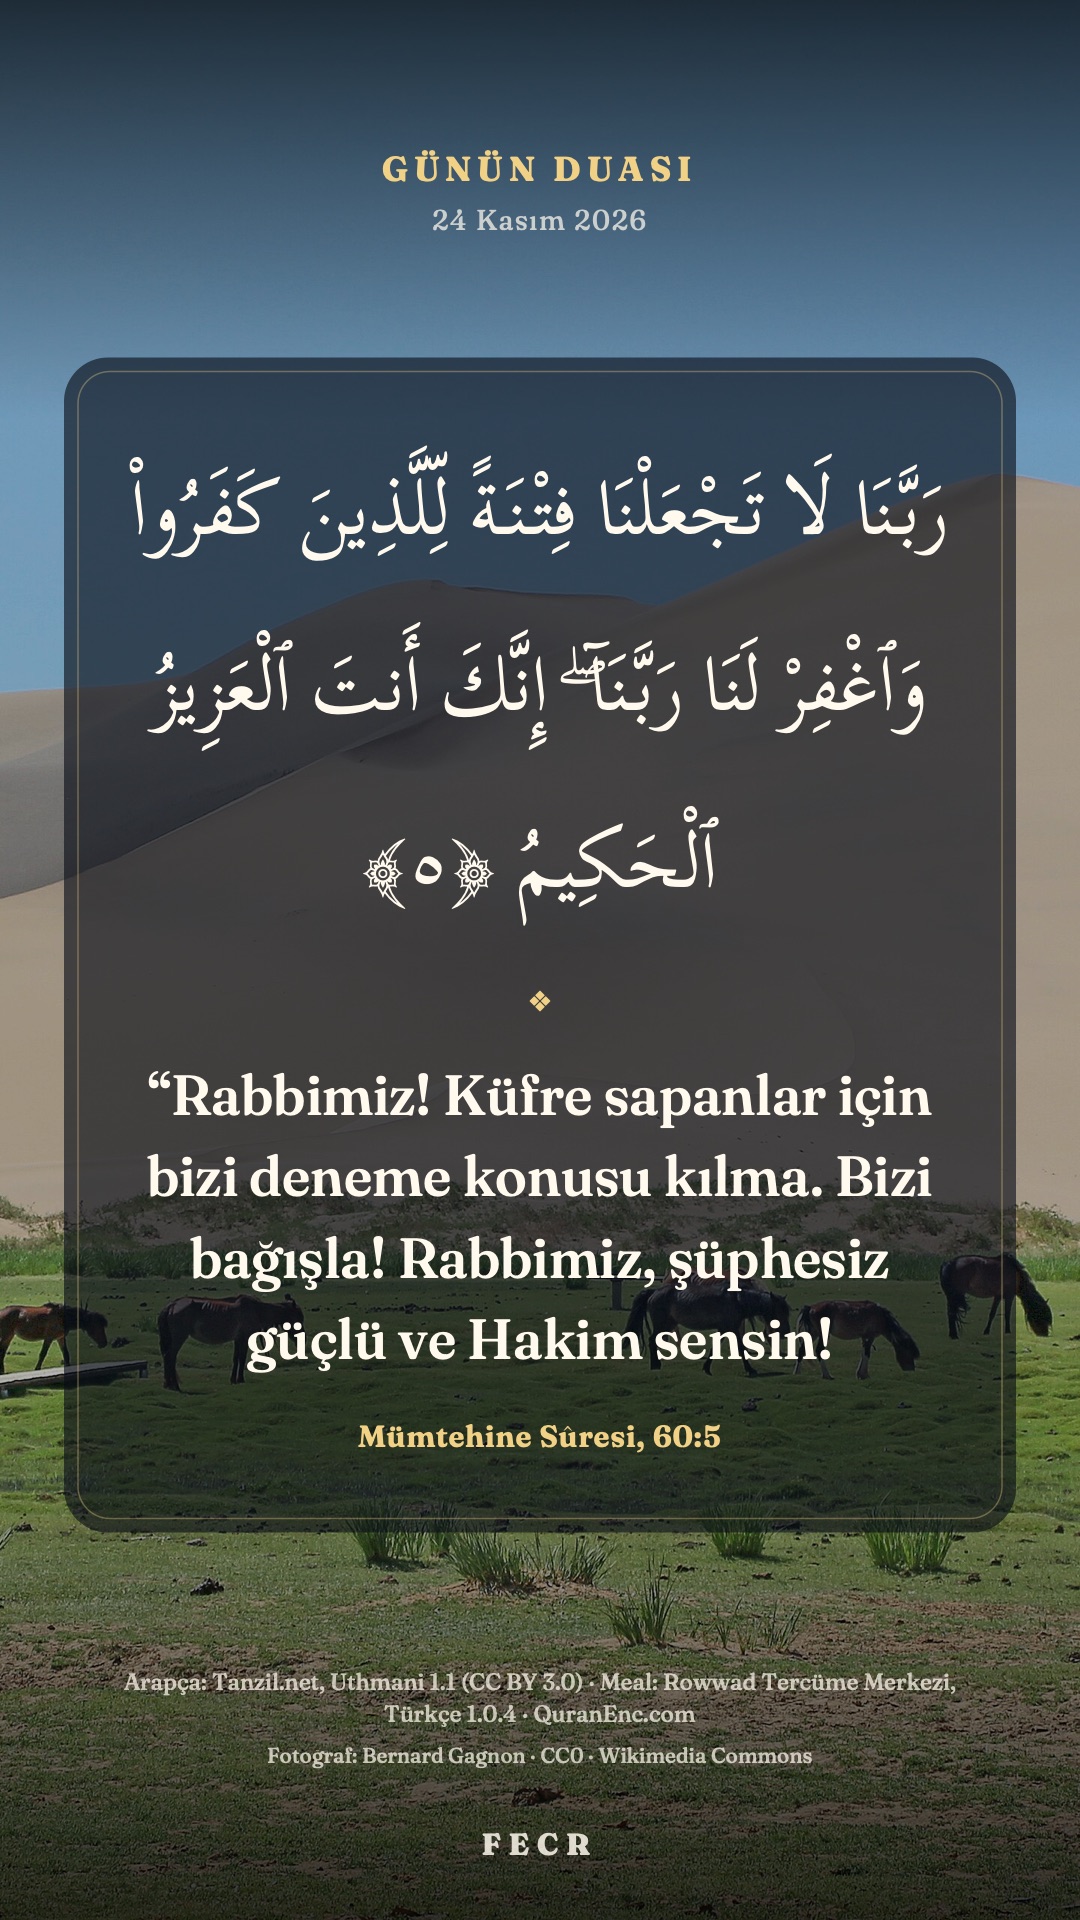 GÜNÜN DUASI
24 Kasım 2026
رَبَّنَا لَا تَجْعَلْنَا فِتْنَةً لِّلَّذِينَ كَفَرُوا۟
وَٱغْفِرْ لَنَا رَبَّنَآ ۖ إِنَّكَ أَنتَ ٱلْعَزِيزُ
ٱلْحَكِيمُ ﴿٥﴾
“Rabbimiz! Küfre sapanlar için
bizi deneme konusu kılma. Bizi
bağışla! Rabbimiz, şüphesiz
güçlü ve Hakim sensin!
Mümtehine Sûresi, 60:5
Arapça: Tanzil.net, Uthmani 1.1 (CC BY 3.0) · Meal: Rowwad Tercüme Merkezi,
Türkçe 1.0.4 · QuranEnc.com
Fotoğraf: Bernard Gagnon · CC0 · Wikimedia Commons
FECR